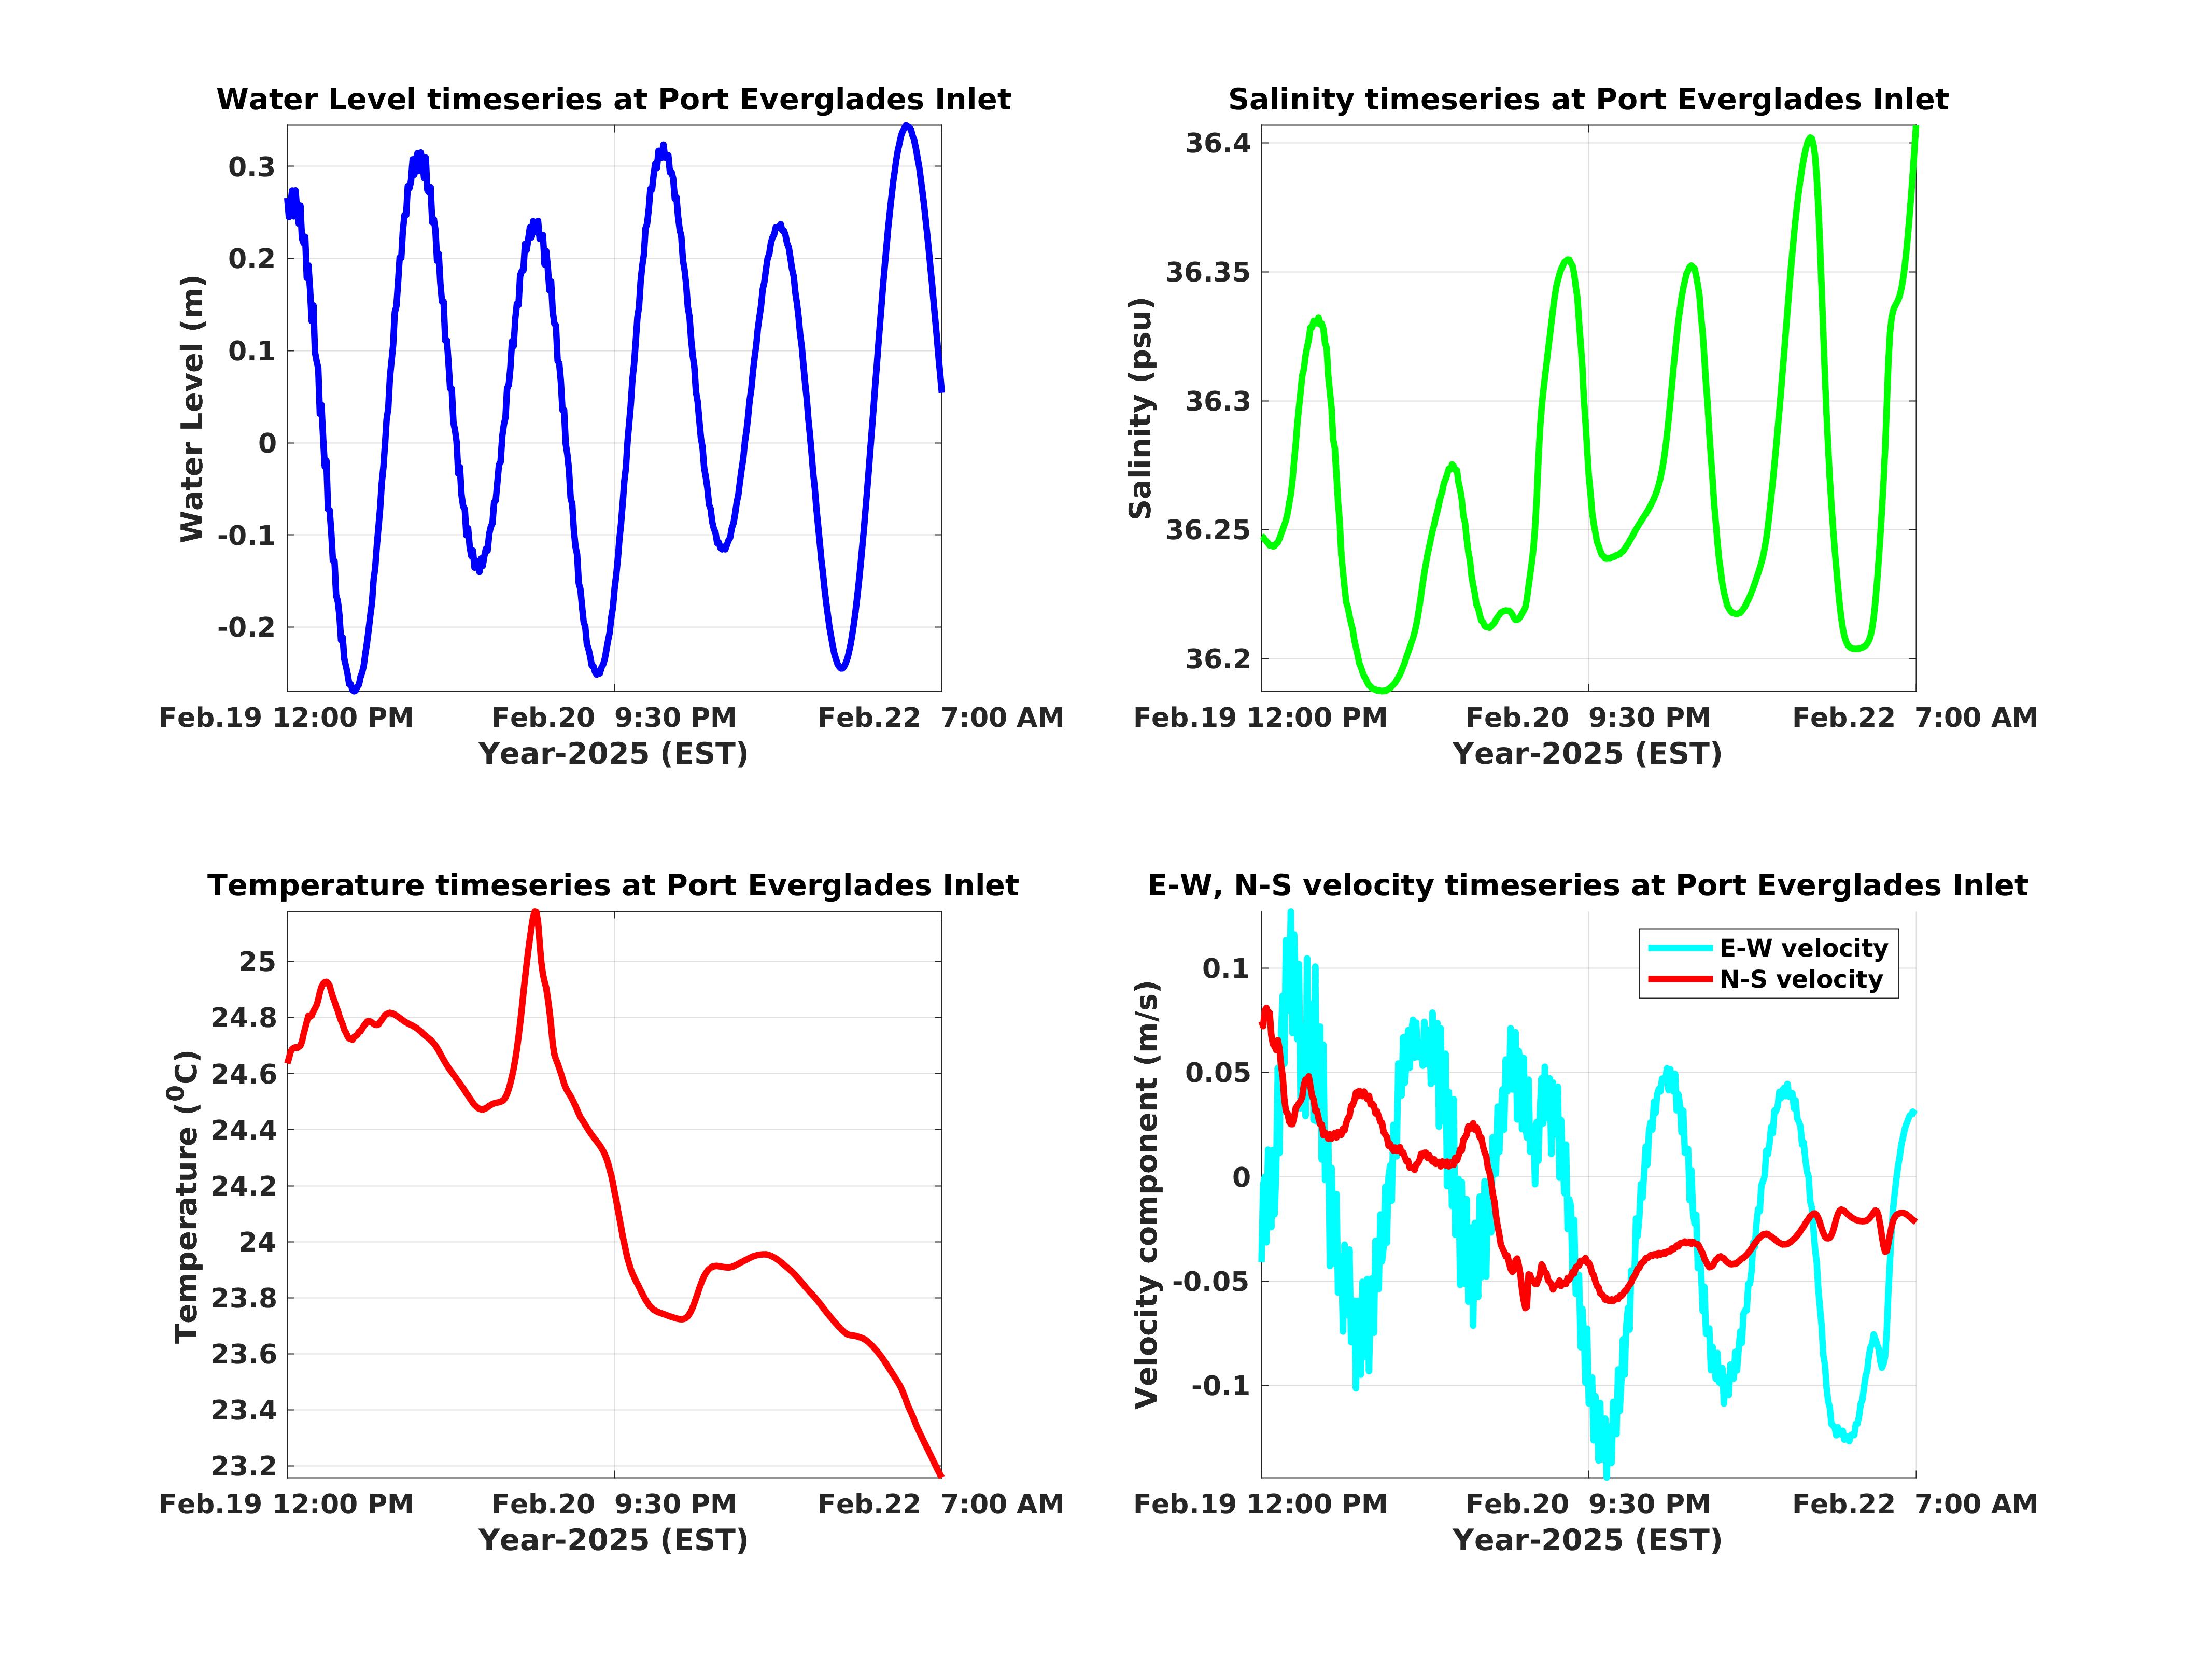 Water Level timeseries at Port Everglades Inlet
Water Level (m)
0.3
0.2
0.1
0
-0.1
-0.2
Feb.19 12:00 PM
Feb.20 9:30 PM
Feb.22 7:00 AM
Year-2025 (EST)
Salinity timeseries at Port Everglades Inlet
Salinity (psu)
36.4
36.35
36.3
36.25
36.2
Feb.19 12:00 PM
Feb.20 9:30 PM
Feb.22 7:00 AM
Year-2025 (EST)
Temperature timeseries at Port Everglades Inlet
Temperature (⁰C)
25
24.8
24.6
24.4
24.2
24
23.8
23.6
23.4
23.2
Feb.19 12:00 PM
Feb.20 9:30 PM
Feb.22 7:00 AM
Year-2025 (EST)
E-W, N-S velocity timeseries at Port Everglades Inlet
Velocity component (m/s)
0.1
0.05
0
-0.05
-0.1
E-W velocity
N-S velocity
Feb.19 12:00 PM
Feb.20 9:30 PM
Feb.22 7:00 AM
Year-2025 (EST)